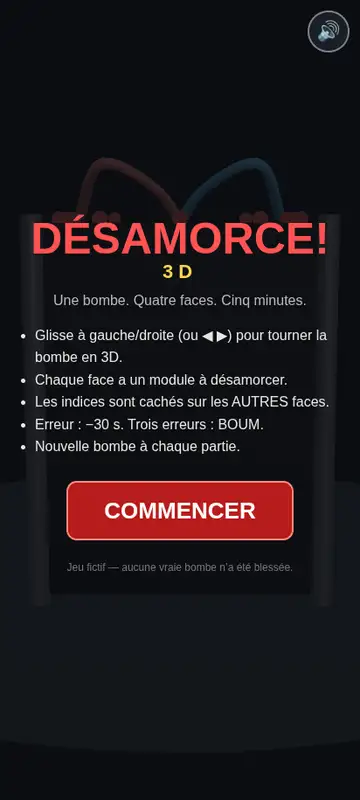 DÉSAMORCE!
3D
Une bombe. Quatre faces. Cinq minutes.
• Glisse à gauche/droite (ou ◀ ▶) pour tourner la
bombe en 3D.
• Chaque face a un module à désamorcer.
• Les indices sont cachés sur les AUTRES faces.
• Erreur : −30 s. Trois erreurs : BOUM.
• Nouvelle bombe à chaque partie.
COMMENCER
Jeu fictif — aucune vraie bombe n’a été blessée.